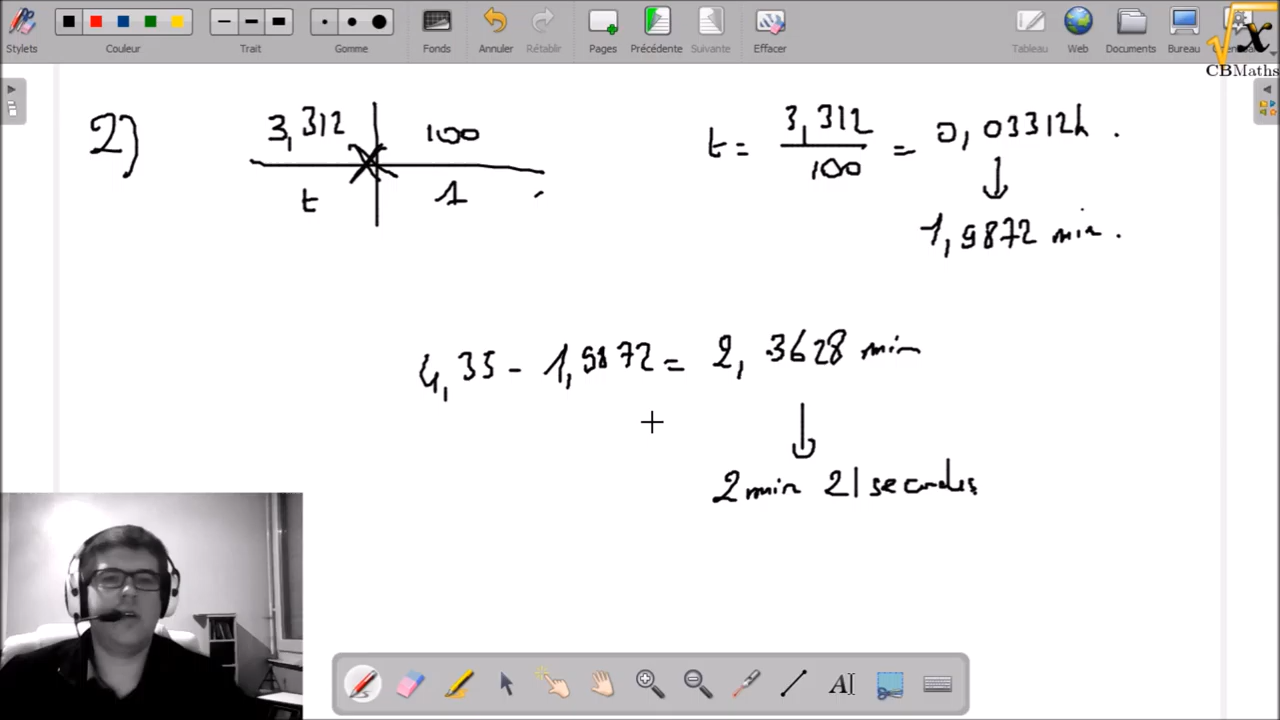 Stylets Couleur Trait Gomme Fonds Annuler Rétablir Pages Précédente Suivante Effacer Tableau Web Documents Bureau
√x
CBMaths
2)
3,312 100
t 1
t = 3,312 / 100 = 0,03312h.
1,9872 min.
4,35 - 1,9872 = 2,3628 min
2 min 21 secondes